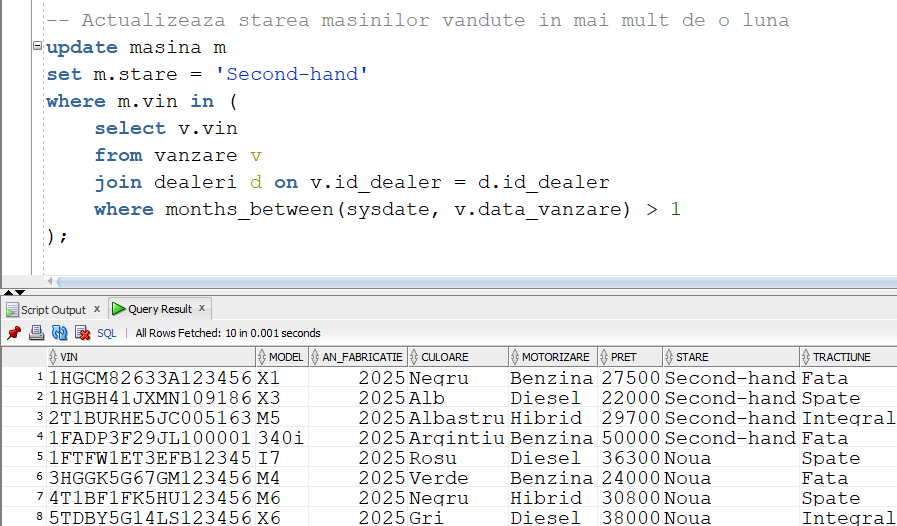 -- Actualizeaza starea masinilor vandute in mai mult de o luna
update masina m
set m.stare = 'Second-hand'
where m.vin in (
    select v.vin
    from vanzare v
    join dealeri d on v.id_dealer = d.id_dealer
    where months_between(sysdate, v.data_vanzare) > 1
);
Script Output x Query Result x
SQL | All Rows Fetched: 10 in 0.001 seconds
VIN MODEL AN_FABRICATIE CULOARE MOTORIZARE PRET STARE TRACTIUNE
1 1HGCM82633A123456 X1 2025 Negru Benzina 27500 Second-hand Fata
2 1HGBH41JXMN109186 X3 2025 Alb Diesel 22000 Second-hand Spate
3 2T1BURHE5JC005163 M5 2025 Albastru Hibrid 29700 Second-hand Integral
4 1FADP3F29JL100001 340i 2025 Argintiu Benzina 50000 Second-hand Fata
5 1FTFW1ET3EFB12345 I7 2025 Rosu Diesel 36300 Noua Spate
6 3HGGK5G67GM123456 M4 2025 Verde Benzina 24000 Noua Fata
7 4T1BF1FK5HU123456 M6 2025 Negru Hibrid 30800 Noua Spate
8 5TDBY5G14LS123456 X6 2025 Gri Diesel 38000 Noua Integral